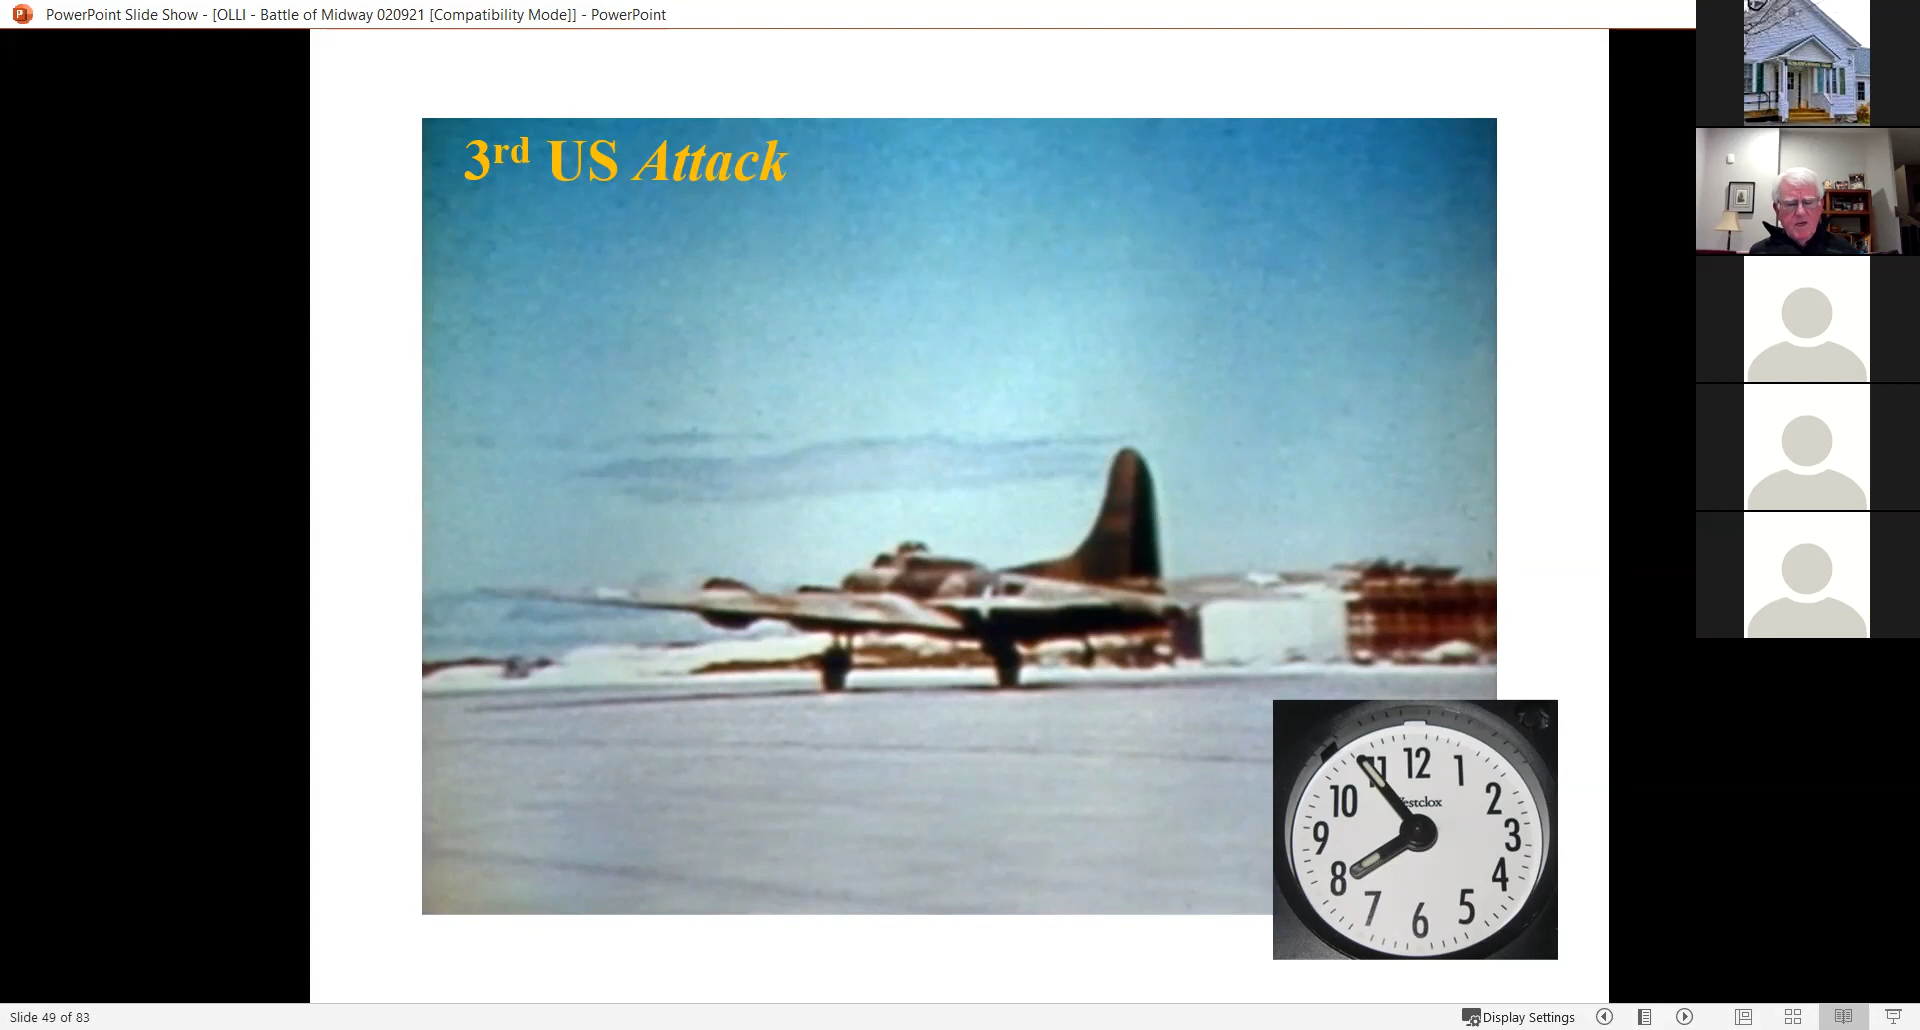 PowerPoint Slide Show - [OLLI - Battle of Midway 020921 [Compatibility Mode]] - PowerPoint
3rd US Attack
11 12 1
10 2
9 3
8 4
7 6 5
Slide 49 of 83
Display Settings